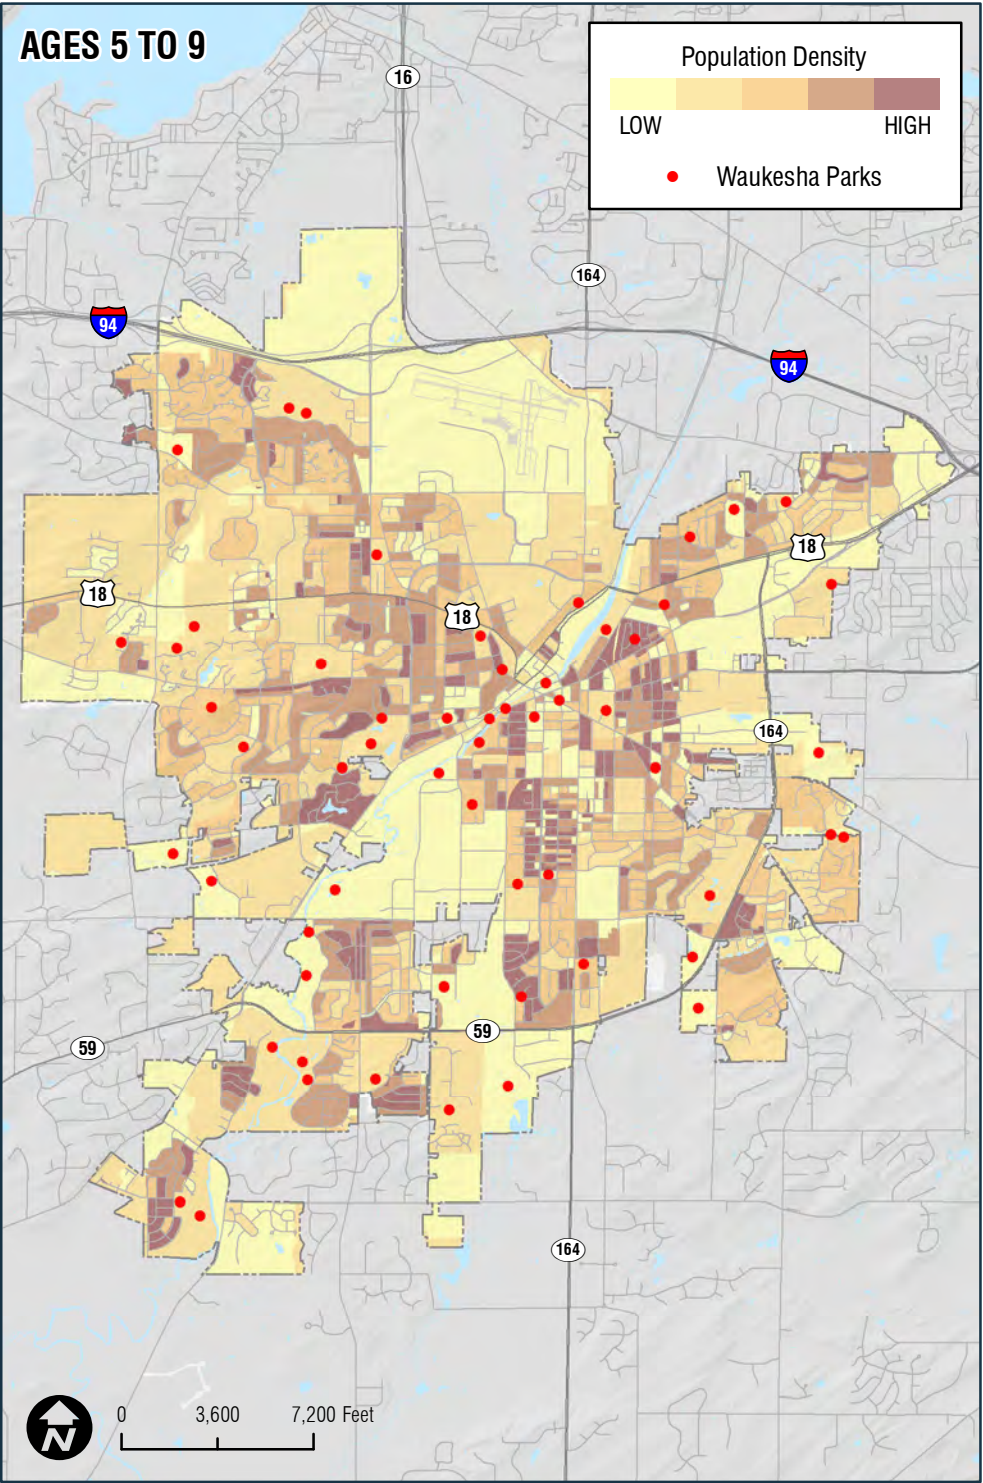 AGES 5 TO 9
Population Density
LOW HIGH
Waukesha Parks
16
164
94
94
18
18
18
164
59
59
164
N
0 3,600 7,200 Feet